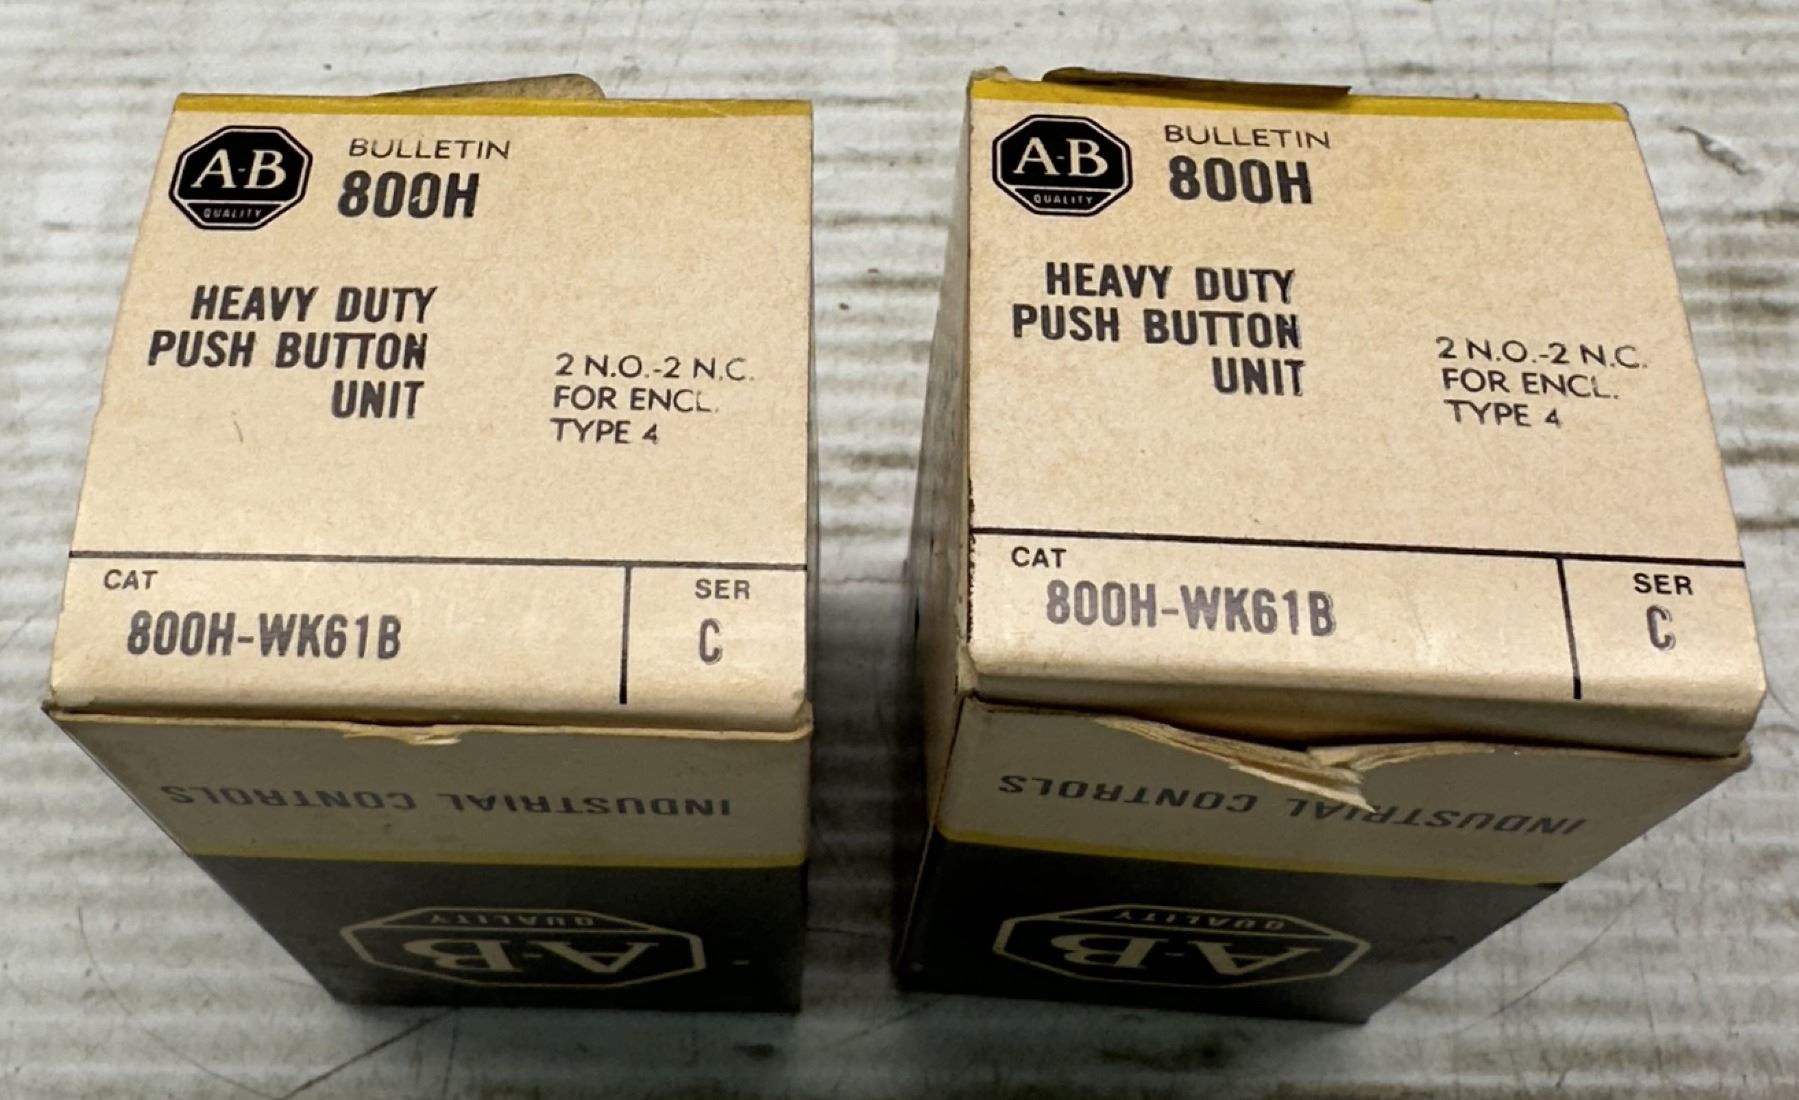 A-B
QUALITY
BULLETIN
800H
HEAVY DUTY
PUSH BUTTON
UNIT
2 N.O.-2 N.C.
FOR ENCL.
TYPE 4
CAT
800H-WK61B
SER
C
INDUSTRIAL CONTROLS
A-B
QUALITY
A-B
QUALITY
BULLETIN
800H
HEAVY DUTY
PUSH BUTTON
UNIT
2 N.O.-2 N.C.
FOR ENCL.
TYPE 4
CAT
800H-WK61B
SER
C
INDUSTRIAL CONTROLS
A-B
QUALITY